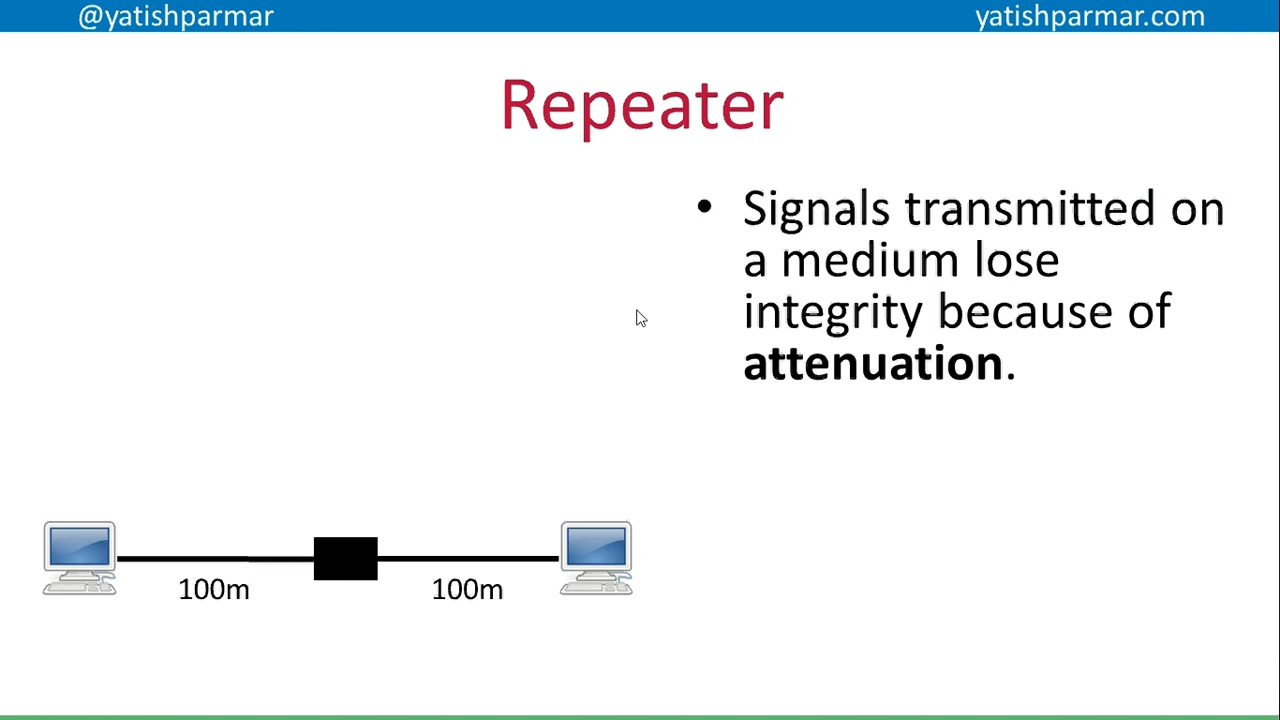 @yatishparmar
yatishparmar.com
Repeater
• Signals transmitted on
a medium lose
integrity because of
attenuation.
100m
100m